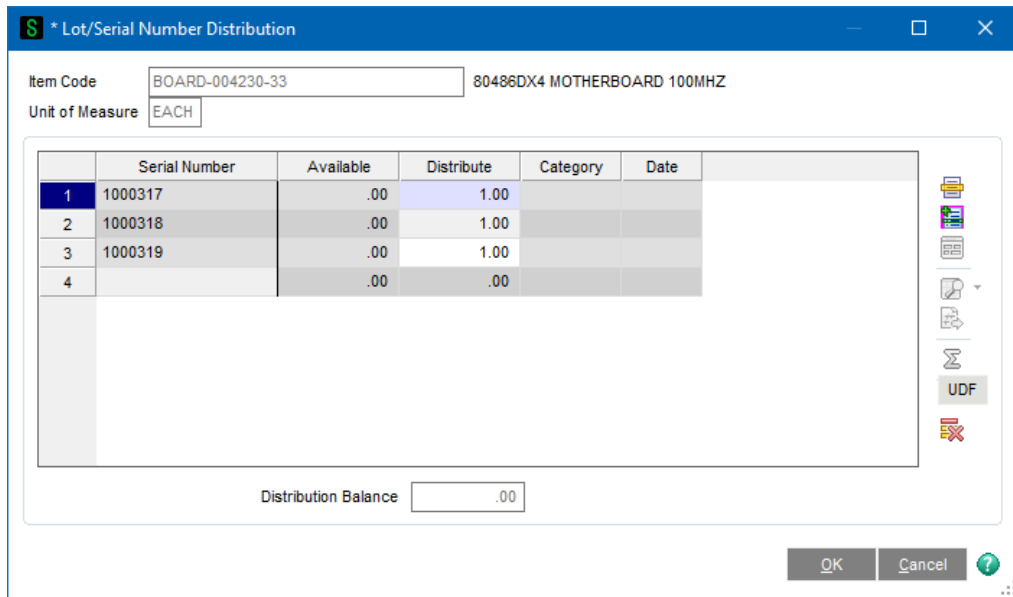 S * Lot/Serial Number Distribution
Item Code BOARD-004230-33 80486DX4 MOTHERBOARD 100MHZ
Unit of Measure EACH
Serial Number Available Distribute Category Date
1 1000317 .00 1.00
2 1000318 .00 1.00
3 1000319 .00 1.00
4 .00 .00
UDF
Distribution Balance .00
OK Cancel ?